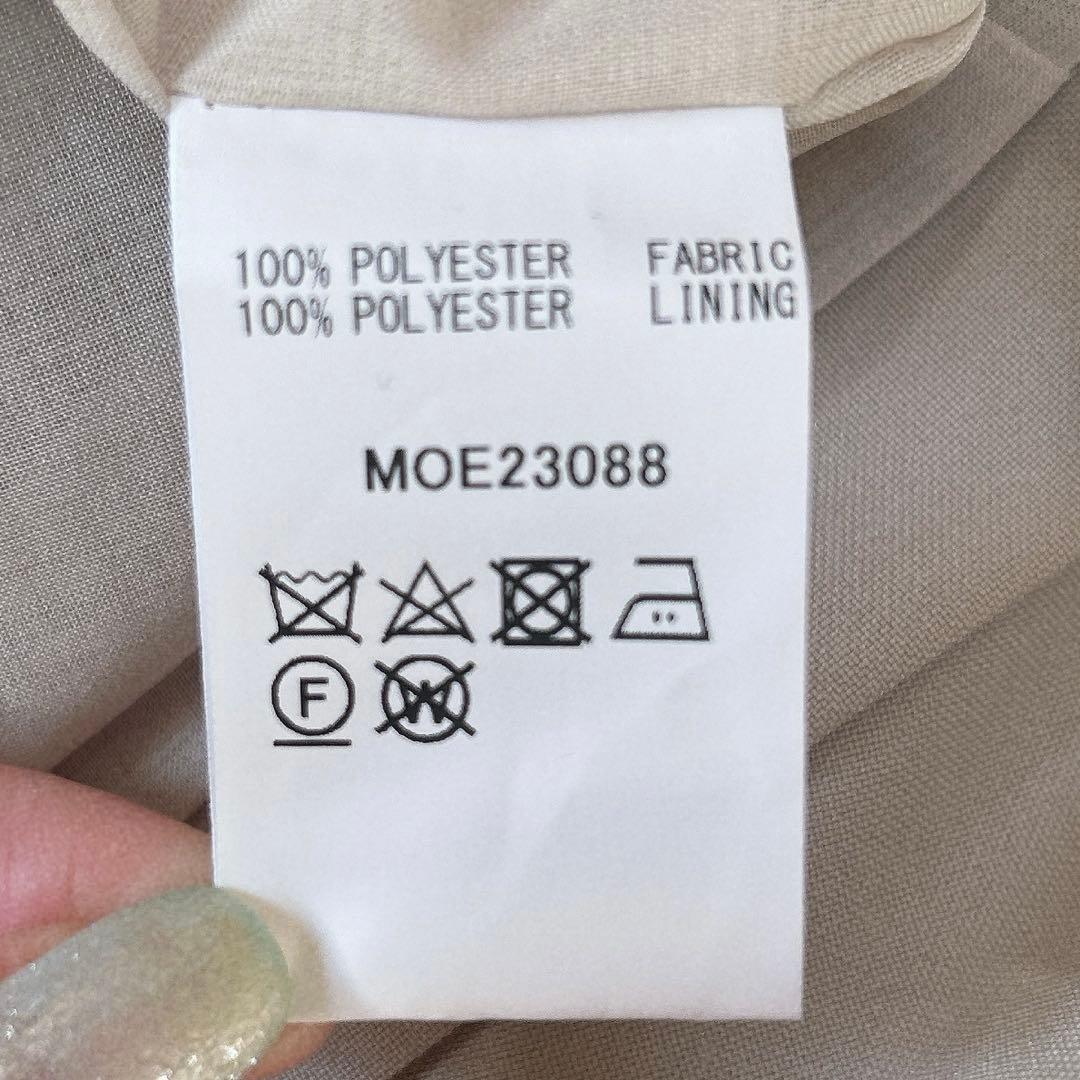 100% POLYESTER FABRIC
100% POLYESTER LINING
MOE23088
F W